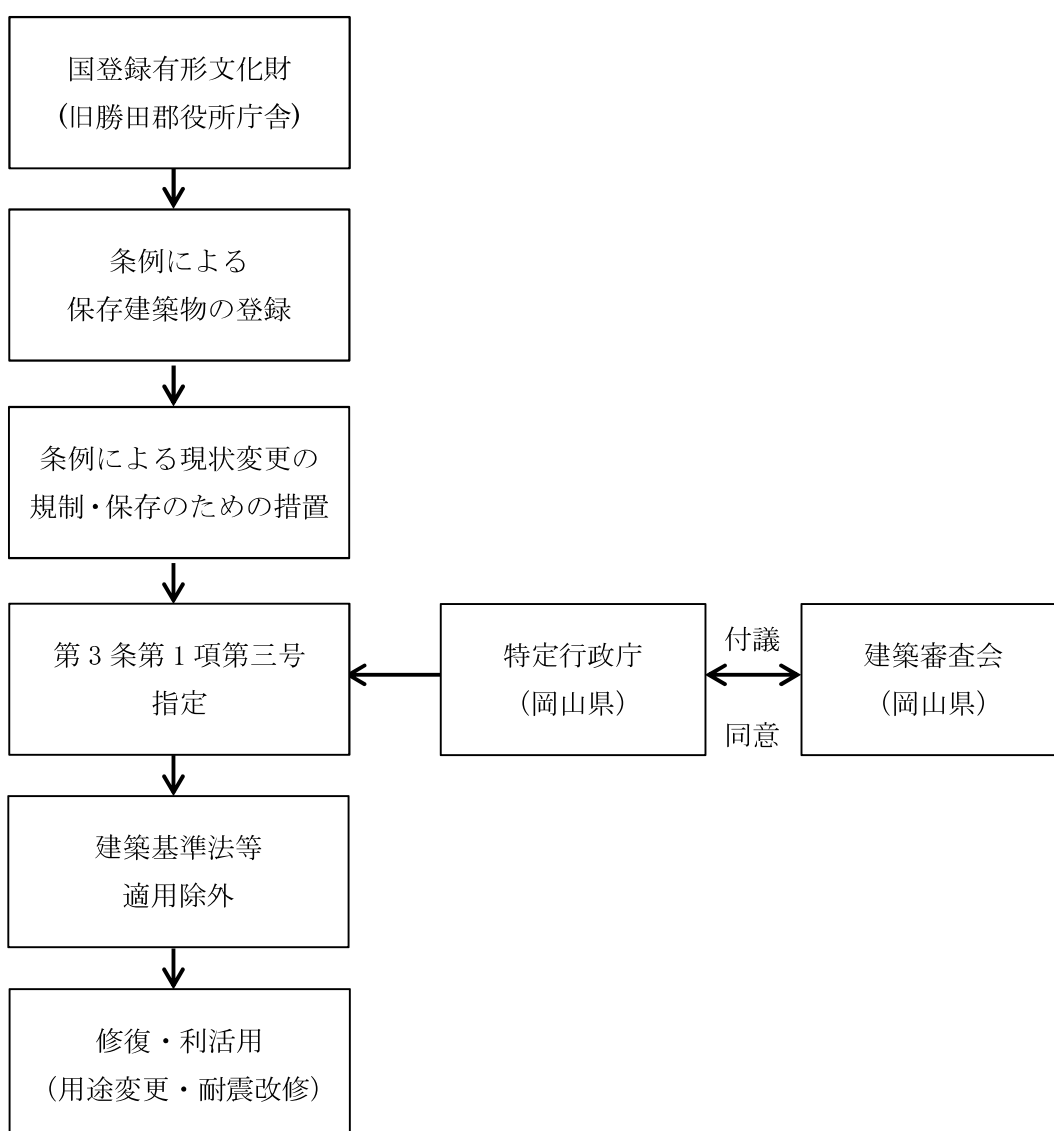 国登録有形文化財
(旧勝田郡役所庁舎)
条例による
保存建築物の登録
条例による現状変更の
規制・保存のための措置
第3条第1項第三号
指定
特定行政庁
（岡山県）
付議
同意
建築審査会
（岡山県）
建築基準法等
適用除外
修復・利活用
（用途変更・耐震改修）